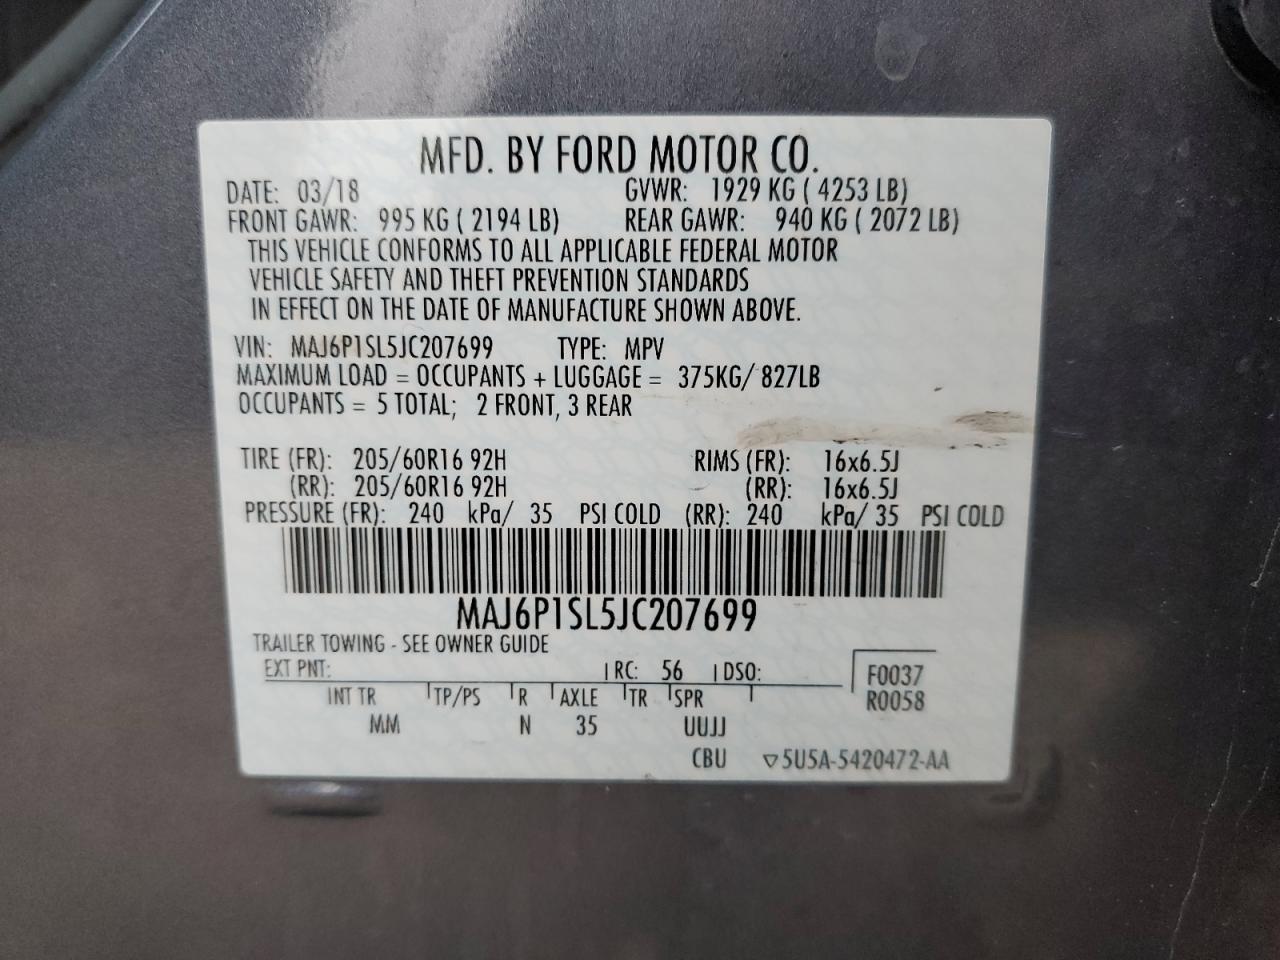 MFD. BY FORD MOTOR CO.
DATE: 03/18 GVWR: 1929 KG ( 4253 LB)
FRONT GAWR: 995 KG ( 2194 LB) REAR GAWR: 940 KG ( 2072 LB)
THIS VEHICLE CONFORMS TO ALL APPLICABLE FEDERAL MOTOR
VEHICLE SAFETY AND THEFT PREVENTION STANDARDS
IN EFFECT ON THE DATE OF MANUFACTURE SHOWN ABOVE.
VIN: MAJ6P1SL5JC207699 TYPE: MPV
MAXIMUM LOAD = OCCUPANTS + LUGGAGE = 375KG/ 827LB
OCCUPANTS = 5 TOTAL; 2 FRONT, 3 REAR
TIRE (FR): 205/60R16 92H RIMS (FR): 16x6.5J
(RR): 205/60R16 92H (RR): 16x6.5J
PRESSURE (FR): 240 kPa/ 35 PSI COLD (RR): 240 kPa/ 35 PSI COLD
MAJ6P1SL5JC207699
TRAILER TOWING - SEE OWNER GUIDE
EXT PNT: RC: 56 DSO: F0037
INT TR TP/PS R AXLE TR SPR R0058
MM N 35 UUJJ
CBU ▽5U5A-5420472-AA